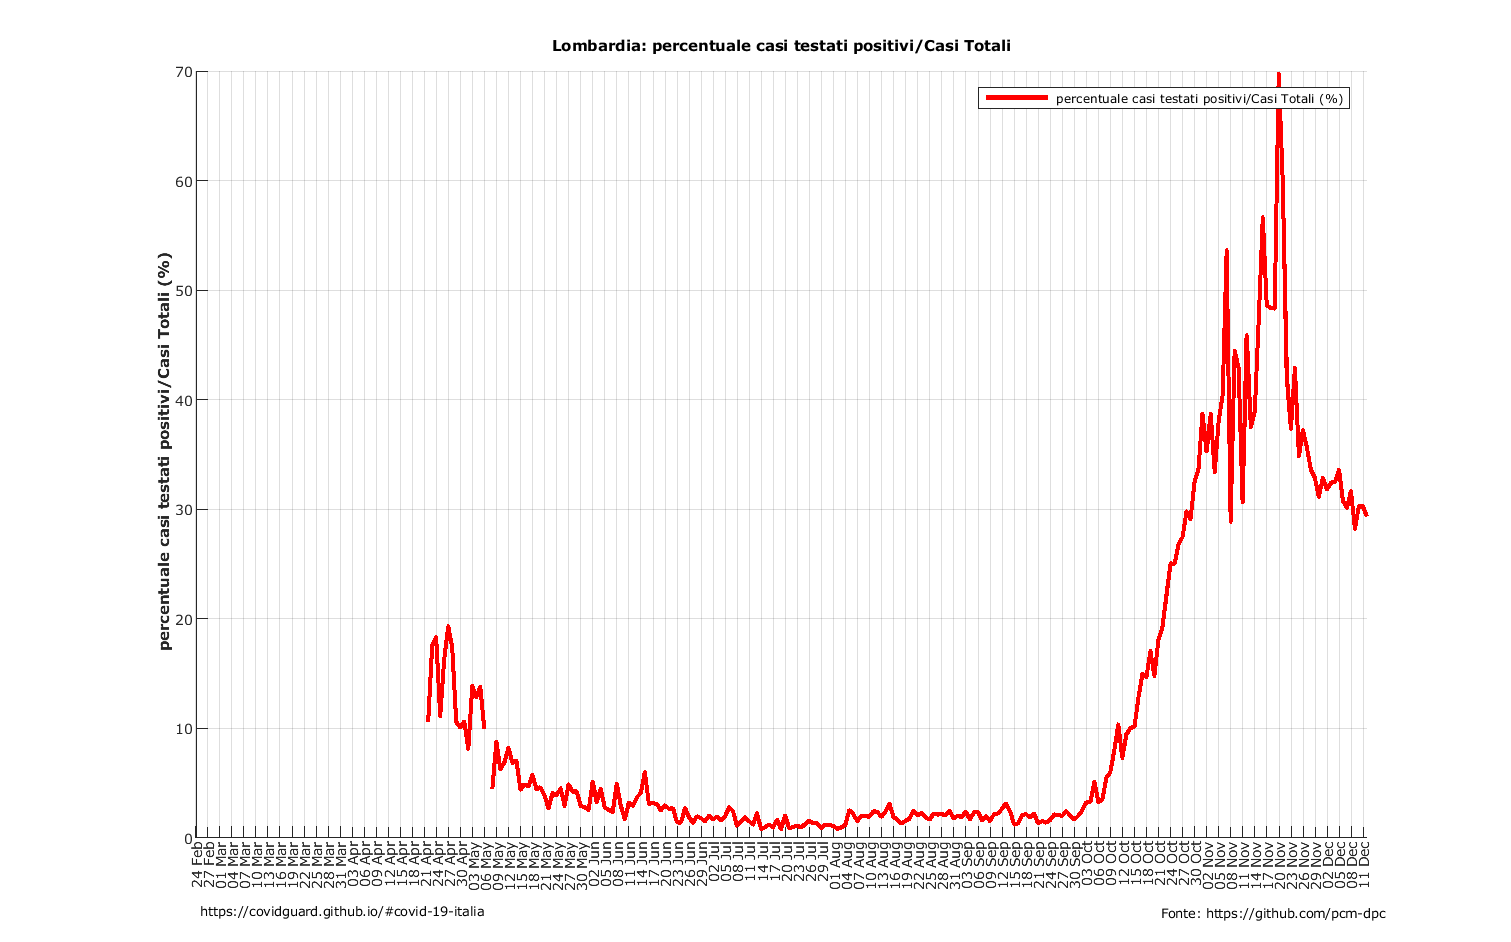 Lombardia: percentuale casi testati positivi/Casi Totali
percentuale casi testati positivi/Casi Totali (%)
percentuale casi testati positivi/Casi Totali (%)
70
60
50
40
30
20
10
0
24 Feb
27 Feb
01 Mar
04 Mar
07 Mar
10 Mar
13 Mar
16 Mar
19 Mar
22 Mar
25 Mar
28 Mar
31 Mar
03 Apr
06 Apr
09 Apr
12 Apr
15 Apr
18 Apr
21 Apr
24 Apr
27 Apr
30 Apr
03 May
06 May
09 May
12 May
15 May
18 May
21 May
24 May
27 May
30 May
02 Jun
05 Jun
08 Jun
11 Jun
14 Jun
17 Jun
20 Jun
23 Jun
26 Jun
29 Jun
02 Jul
05 Jul
08 Jul
11 Jul
14 Jul
17 Jul
20 Jul
23 Jul
26 Jul
29 Jul
01 Aug
04 Aug
07 Aug
10 Aug
13 Aug
16 Aug
19 Aug
22 Aug
25 Aug
28 Aug
31 Aug
03 Sep
06 Sep
09 Sep
12 Sep
15 Sep
18 Sep
21 Sep
24 Sep
27 Sep
30 Sep
03 Oct
06 Oct
09 Oct
12 Oct
15 Oct
18 Oct
21 Oct
24 Oct
27 Oct
30 Oct
02 Nov
05 Nov
08 Nov
11 Nov
14 Nov
17 Nov
20 Nov
23 Nov
26 Nov
29 Nov
02 Dec
05 Dec
08 Dec
11 Dec
https://covidguard.github.io/#covid-19-italia
Fonte: https://github.com/pcm-dpc